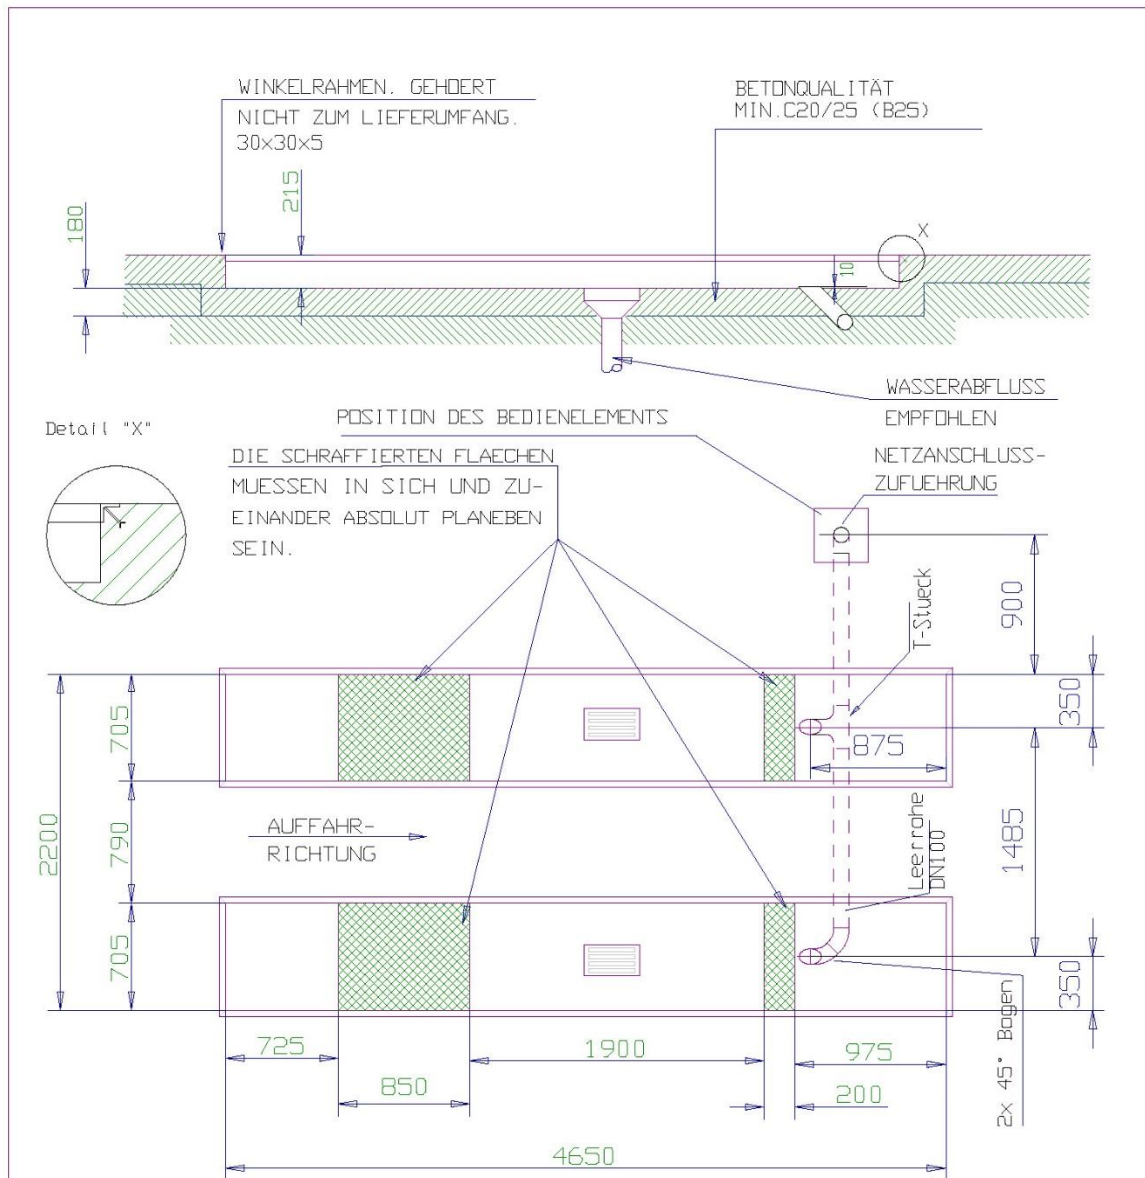 WINKELRAHMEN. GEHOERT
NICHT ZUM LIEFERUMFANG.
30x30x5
BETONQUALITÄT
MIN.C20/25 (B25)
215
180
X
10
WASSERABFLUSS
EMPFOHLEN
POSITION DES BEDIENELEMENTS
Detail "X"
DIE SCHRAFFIERTEN FLAECHEN
MUESSEN IN SICH UND ZU-
EINANDER ABSOLUT PLANEBEN
SEIN.
NETZANSCHLUSS-
ZUFUEHRUNG
900
T-Stueck
350
705
875
2200
790
AUFFAHR-
RICHTUNG
1485
Leerrohe
DN100
705
350
2x 45° Bogen
725
1900
975
850
200
4650